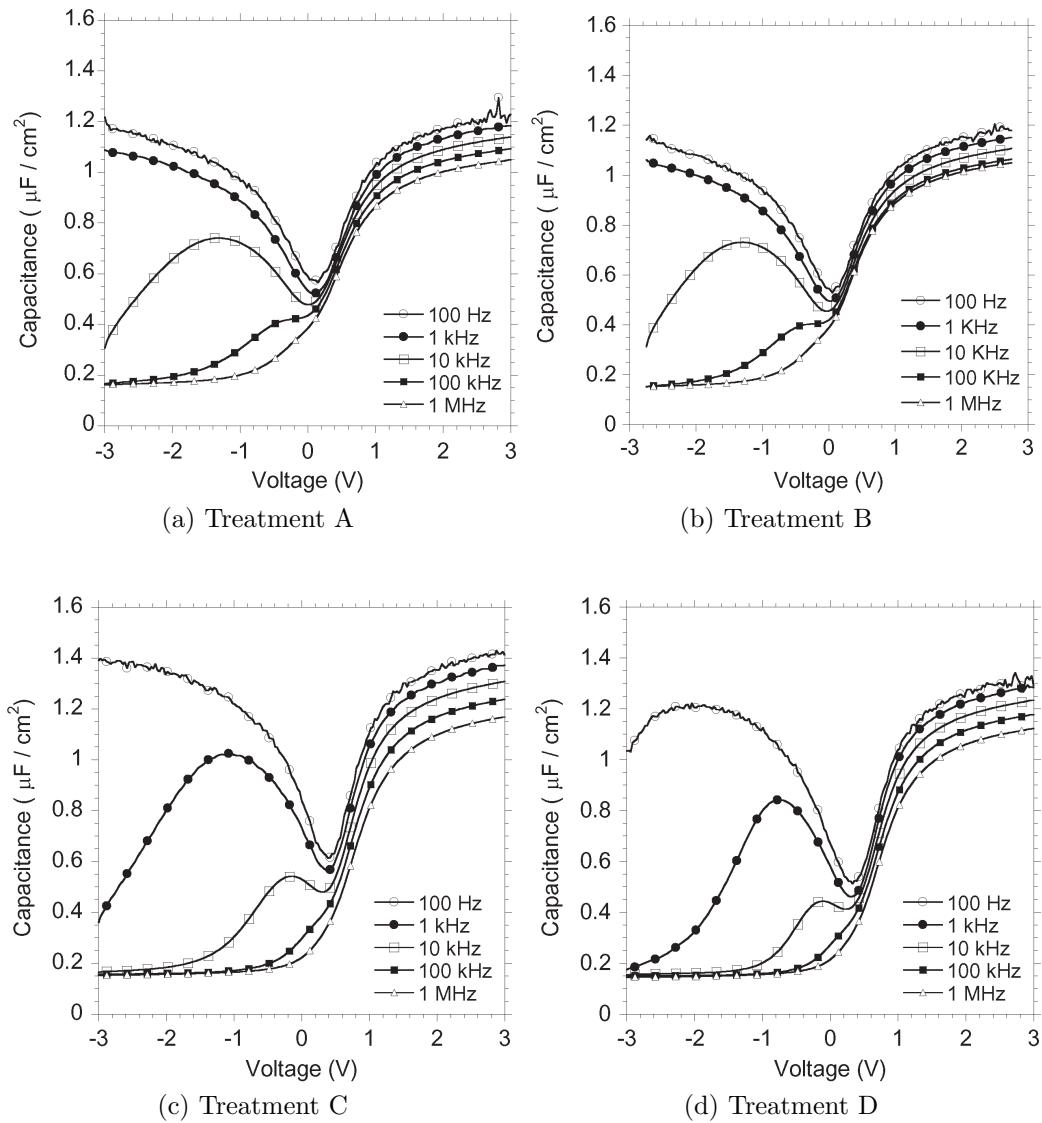 1.6
1.4
1.2
1
0.8
0.6
0.4
0.2
0
Capacitance ( μF / cm²)
100 Hz
1 kHz
10 kHz
100 kHz
1 MHz
-3 -2 -1 0 1 2 3
Voltage (V)
(a) Treatment A
1.6
1.4
1.2
1
0.8
0.6
0.4
0.2
0
Capacitance ( μF / cm²)
100 Hz
1 KHz
10 KHz
100 KHz
1 MHz
-3 -2 -1 0 1 2 3
Voltage (V)
(b) Treatment B
1.6
1.4
1.2
1
0.8
0.6
0.4
0.2
0
Capacitance ( μF / cm²)
100 Hz
1 kHz
10 kHz
100 kHz
1 MHz
-3 -2 -1 0 1 2 3
Voltage (V)
(c) Treatment C
1.6
1.4
1.2
1
0.8
0.6
0.4
0.2
0
Capacitance ( μF / cm²)
100 Hz
1 kHz
10 kHz
100 kHz
1 MHz
-3 -2 -1 0 1 2 3
Voltage (V)
(d) Treatment D